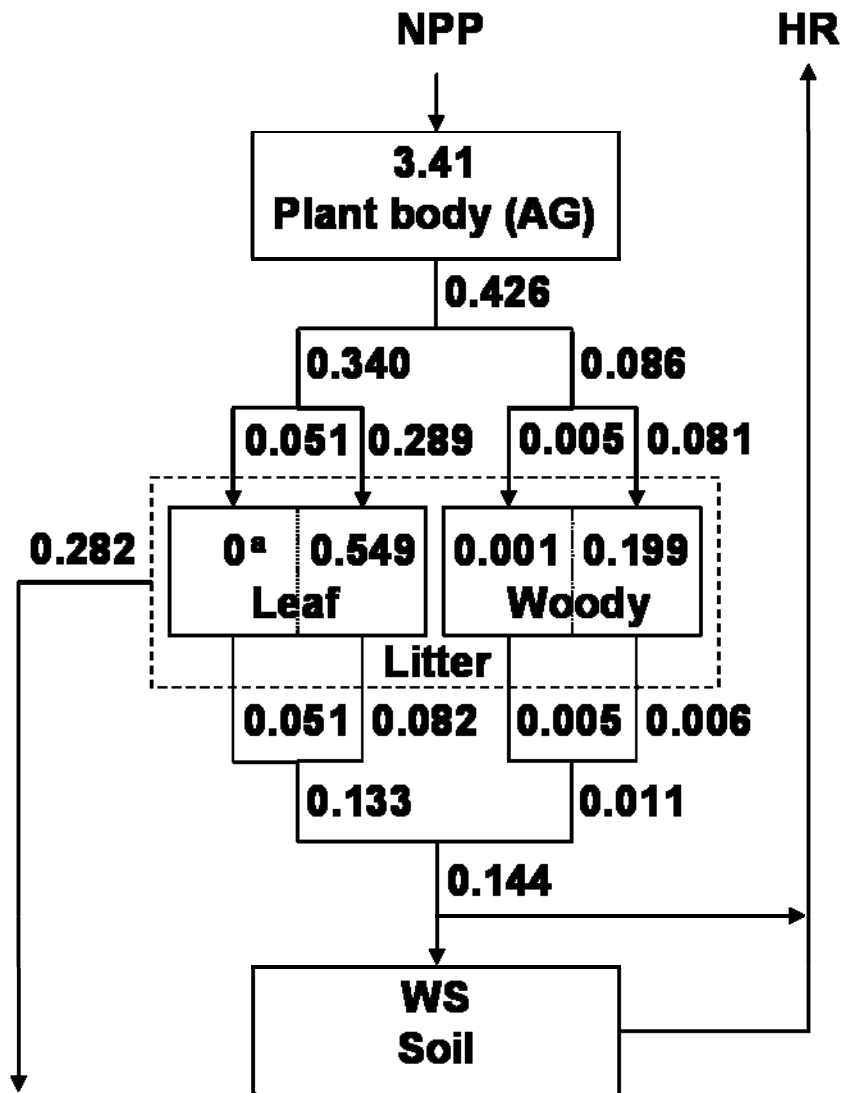 NPP HR
3.41
Plant body (AG)
0.426
0.340 0.086
0.051 0.289 0.005 0.081
0.282
0ª 0.549 0.001 0.199
Leaf Woody
Litter
0.051 0.082 0.005 0.006
0.133 0.011
0.144
WS
Soil